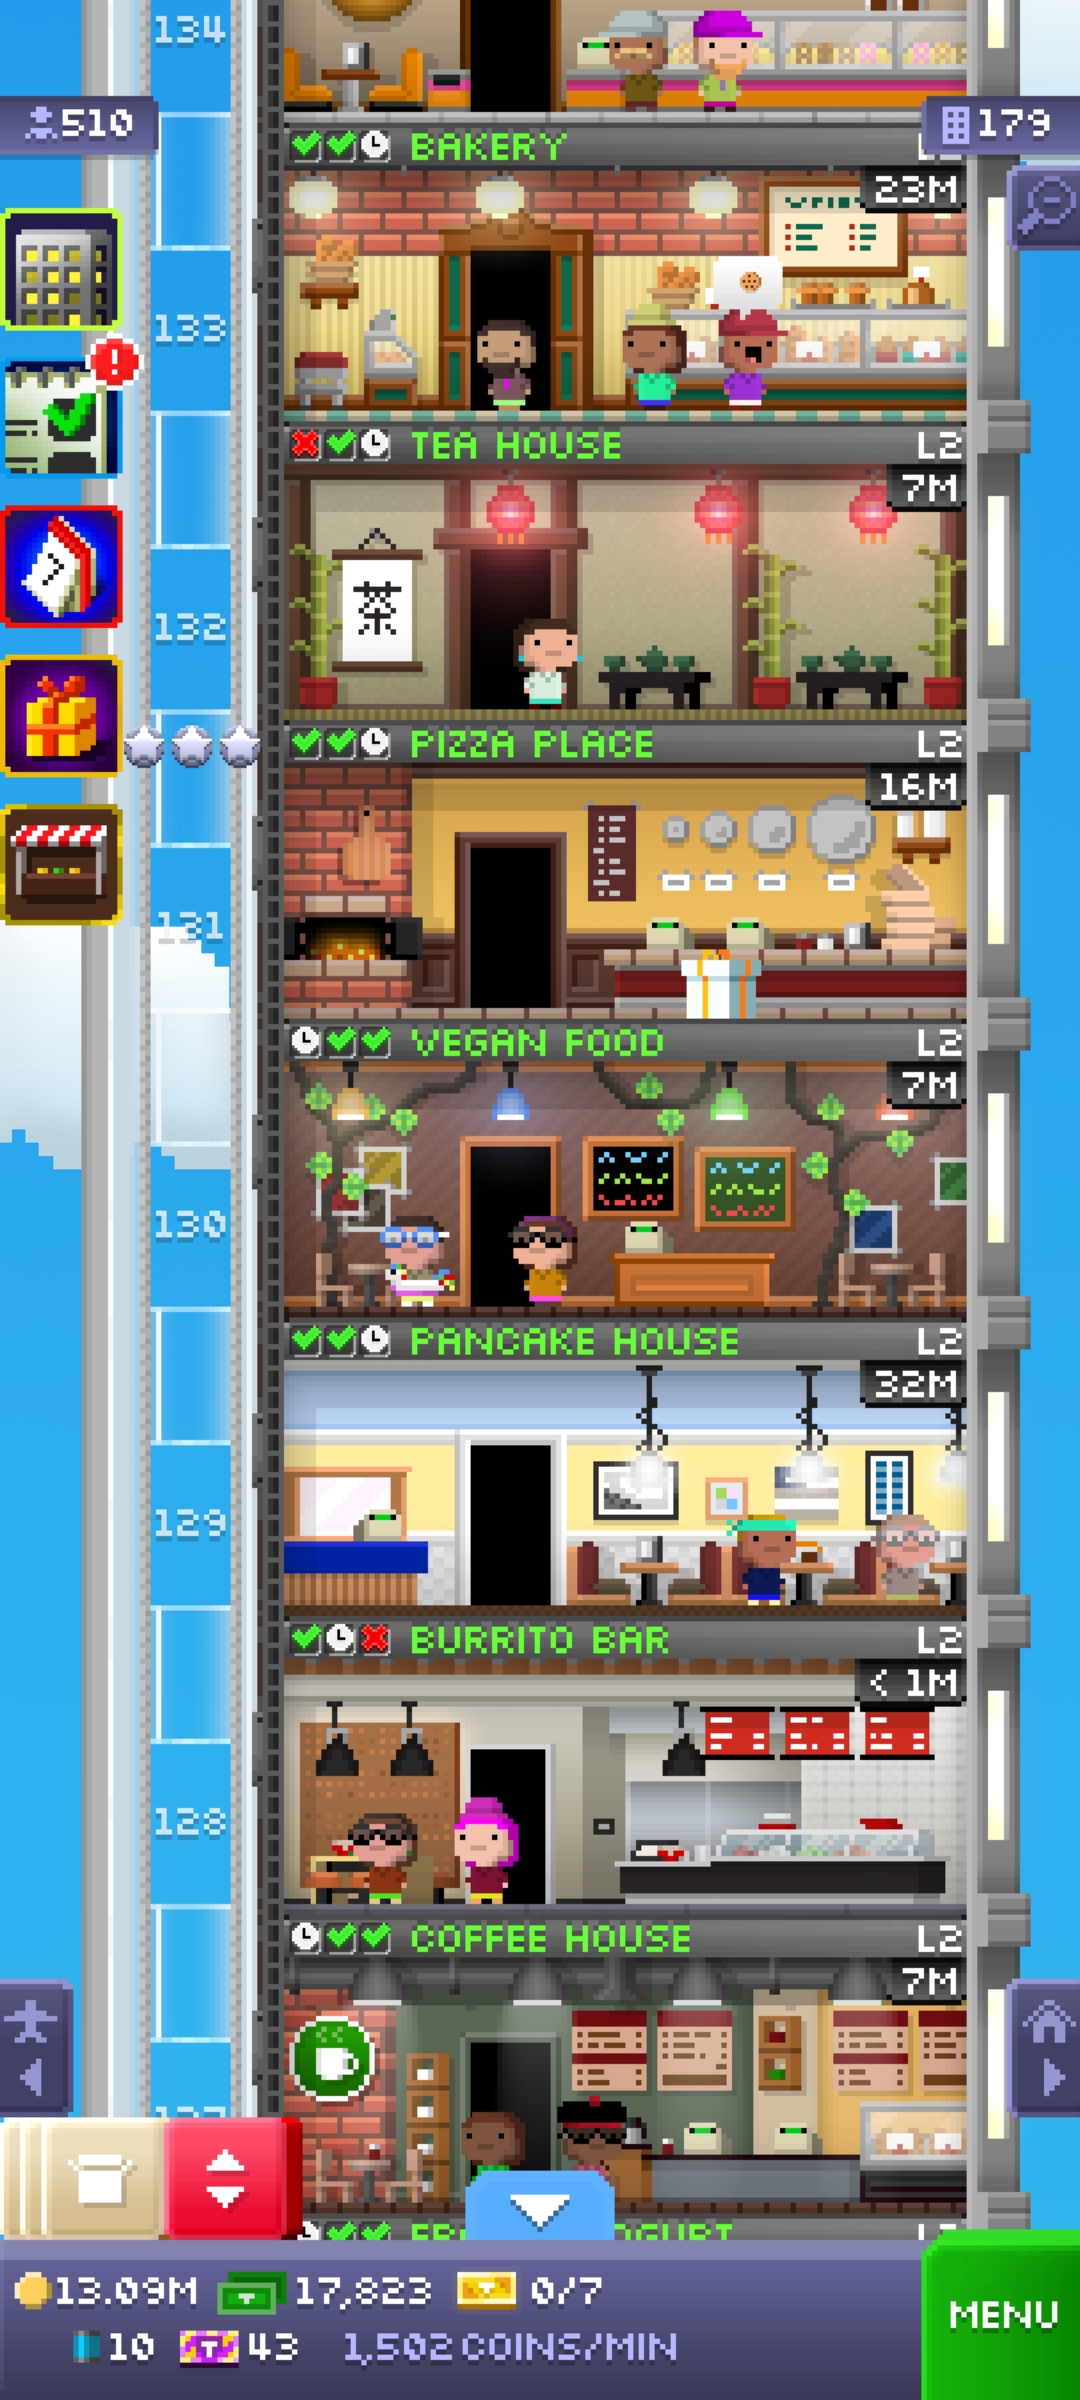 134
510
179
BAKERY
23M
133
TEA HOUSE L2
7M
茶
132
PIZZA PLACE L2
16M
131
VEGAN FOOD L2
7M
130
PANCAKE HOUSE L2
32M
129
BURRITO BAR L2
< 1M
128
COFFEE HOUSE L2
7M
13.09M 17,823 0/7
10 43 1,502 COINS/MIN
MENU